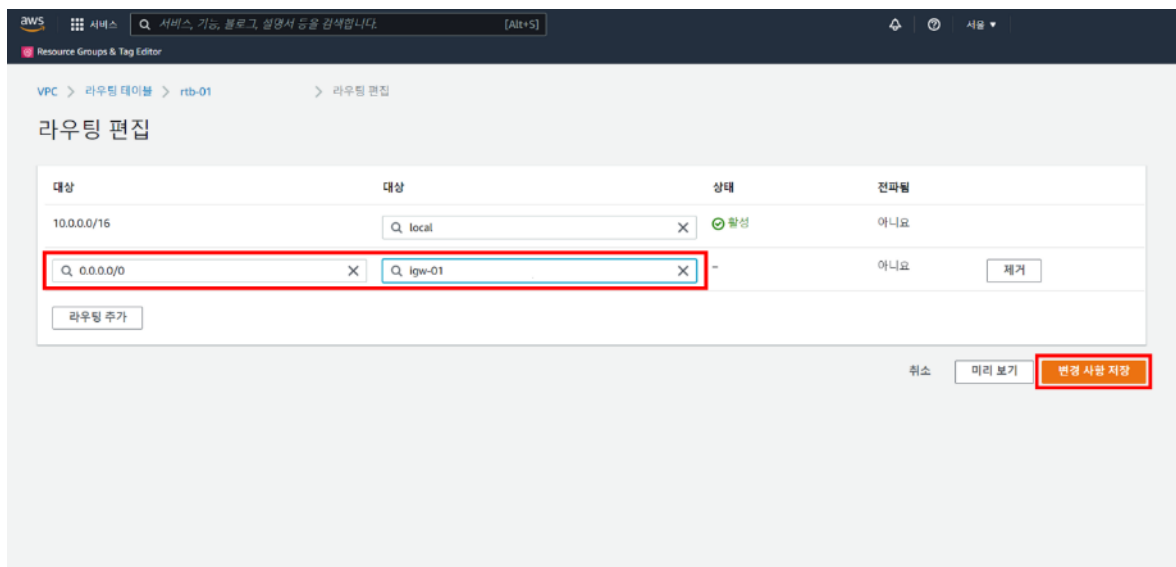 aws 서비스 서비스, 기능, 블로그, 설명서 등을 검색합니다. [Alt+S] 서울 ▼
Resource Groups & Tag Editor
VPC > 라우팅 테이블 > rtb-01 > 라우팅 편집
라우팅 편집
대상 대상 상태 전파됨
10.0.0.0/16 local 활성 아니요
0.0.0.0/0 igw-01 - 아니요 제거
라우팅 추가
취소 미리 보기 변경 사항 저장